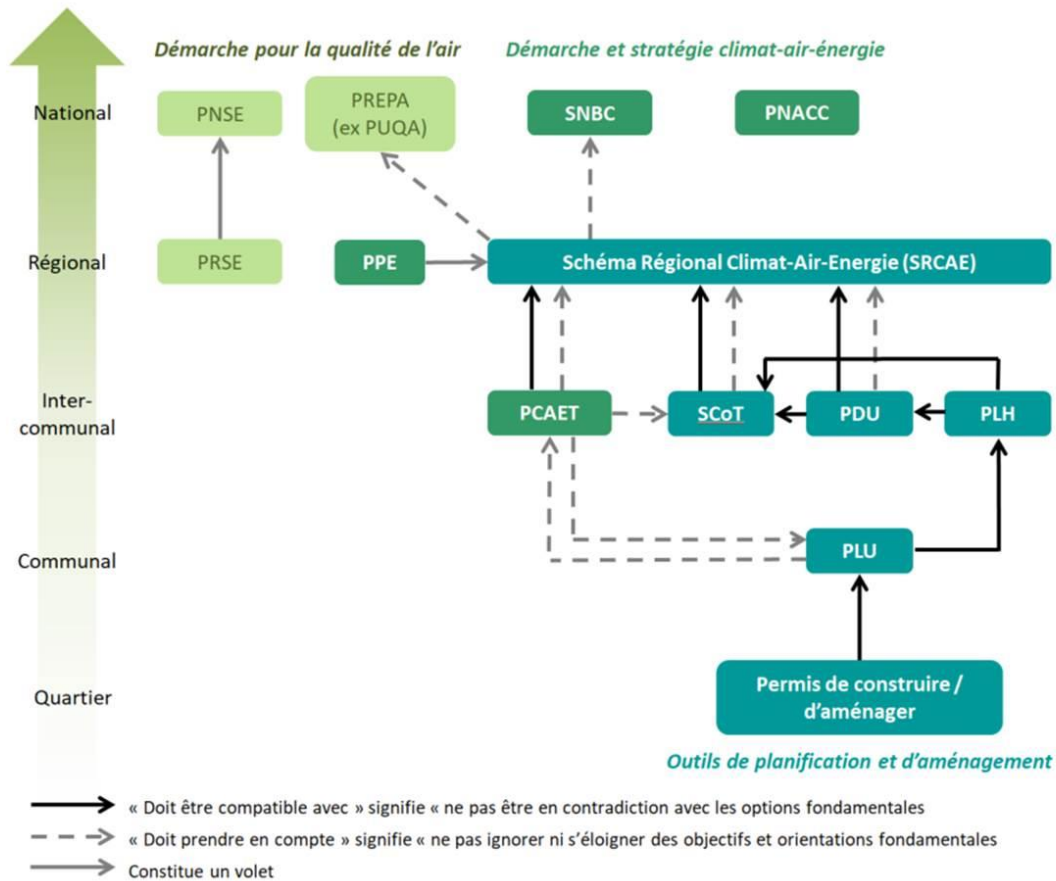 Démarche pour la qualité de l'air
Démarche et stratégie climat-air-énergie
National
PNSE
PREPA
(ex PUQA)
SNBC
PNACC
Régional
PRSE
PPE
Schéma Régional Climat-Air-Energie (SRCAE)
Inter-
communal
PCAET
SCoT
PDU
PLH
Communal
PLU
Quartier
Permis de construire /
d'aménager
Outils de planification et d'aménagement
« Doit être compatible avec » signifie « ne pas être en contradiction avec les options fondamentales
« Doit prendre en compte » signifie « ne pas ignorer ni s'éloigner des objectifs et orientations fondamentales
Constitue un volet